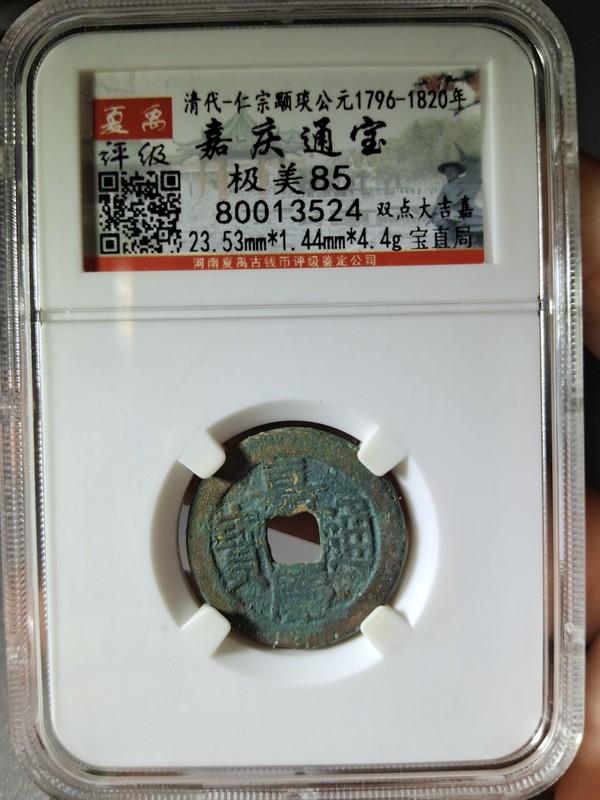 清代-仁宗顒琰公元1796-1820年
夏禹
评级
嘉庆通宝
极美85
80013524 双点大吉嘉
23.53mm*1.44mm*4.4g 宝直局
河南夏禹古钱币评级鉴定公司
嘉
通
寶